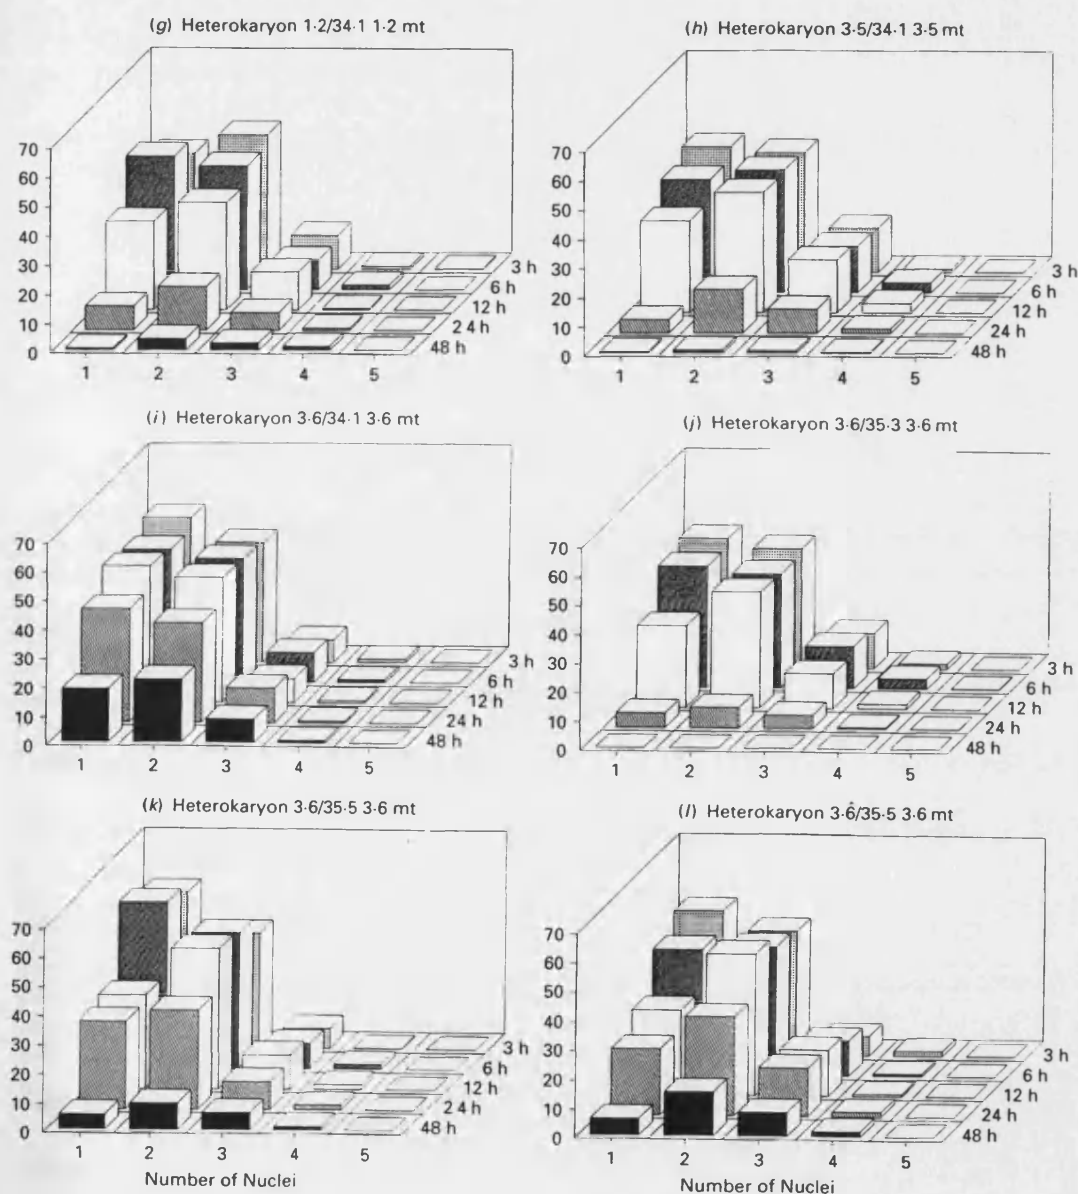 (g) Heterokaryon 1·2/34·1 1·2 mt
(h) Heterokaryon 3·5/34·1 3·5 mt
70
60
50
40
30
20
10
0
1
2
3
4
5
3 h
6 h
12 h
24 h
48 h
70
60
50
40
30
20
10
0
1
2
3
4
5
3 h
6 h
12 h
24 h
48 h
(i) Heterokaryon 3·6/34·1 3·6 mt
(j) Heterokaryon 3·6/35·3 3·6 mt
70
60
50
40
30
20
10
0
1
2
3
4
5
3 h
6 h
12 h
24 h
48 h
70
60
50
40
30
20
10
0
1
2
3
4
5
3 h
6 h
12 h
24 h
48 h
(k) Heterokaryon 3·6/35·5 3·6 mt
(l) Heterokaryon 3·6/35·5 3·6 mt
70
60
50
40
30
20
10
0
1
2
3
4
5
3 h
6 h
12 h
24 h
48 h
Number of Nuclei
70
60
50
40
30
20
10
0
1
2
3
4
5
3 h
6 h
12 h
24 h
48 h
Number of Nuclei